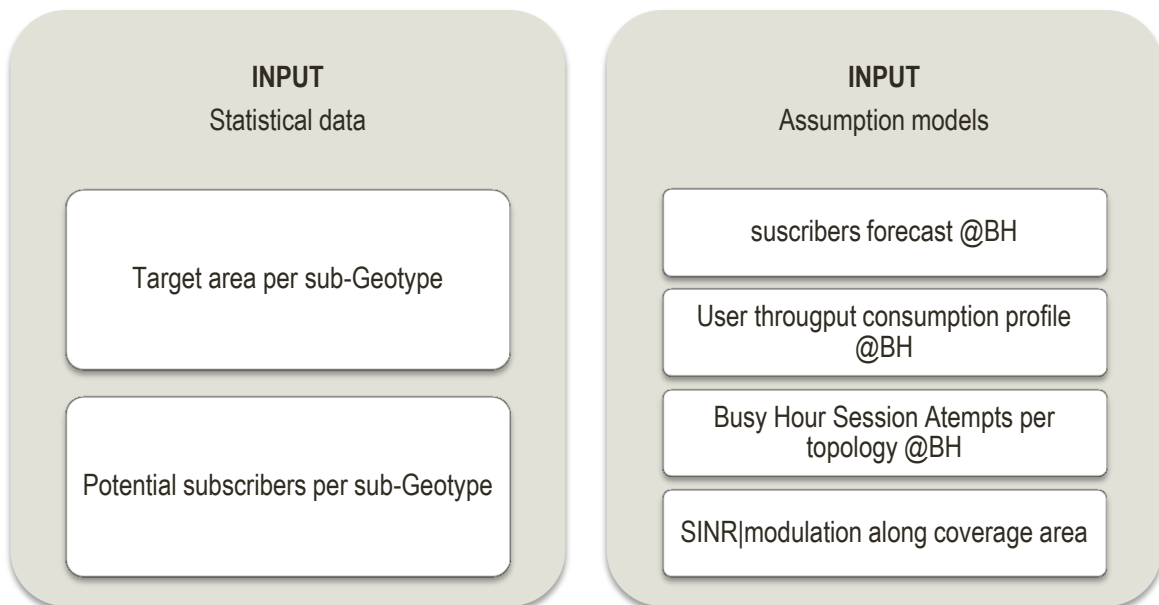 INPUT
Statistical data
Target area per sub-Geotype
Potential subscribers per sub-Geotype
INPUT
Assumption models
suscribers forecast @BH
User througput consumption profile
@BH
Busy Hour Session Atempts per
topology @BH
SINR|modulation along coverage area